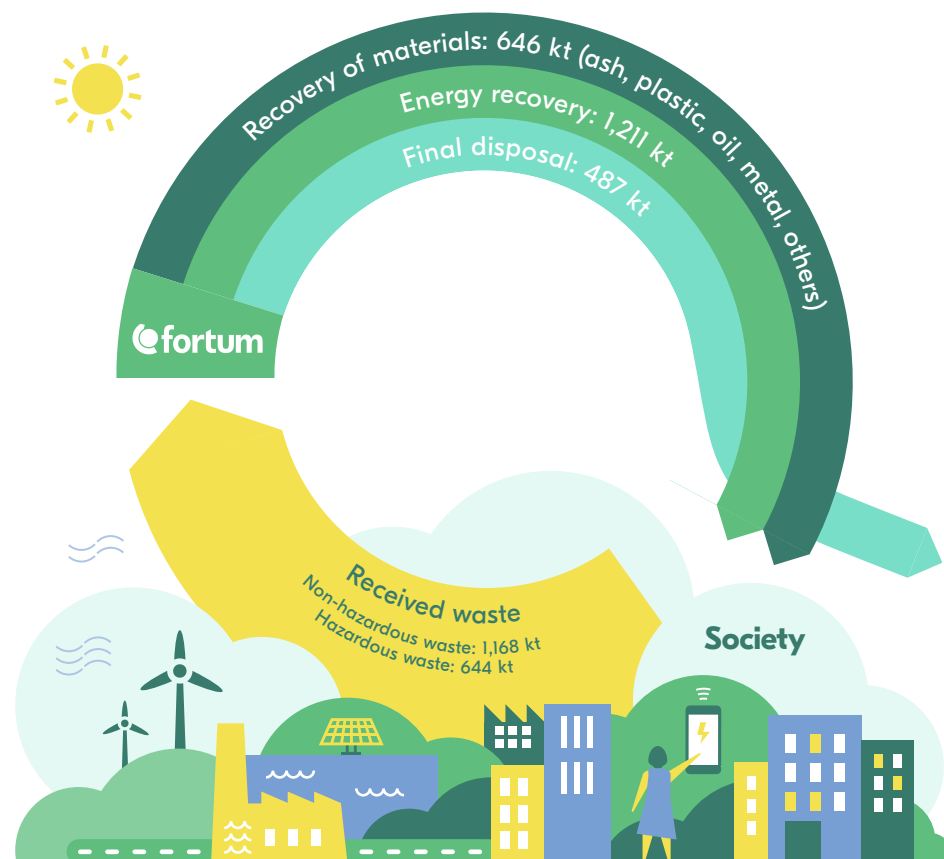 Recovery of materials: 646 kt (ash, plastic, oil, metal, others)
Energy recovery: 1,211 kt
Final disposal: 487 kt
fortum
Received waste
Non-hazardous waste: 1,168 kt
Hazardous waste: 644 kt
Society